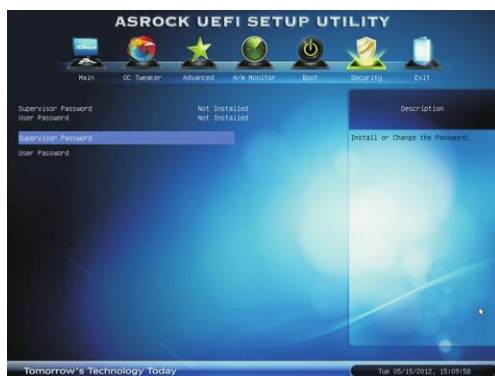 ASROCK UEFI SETUP UTILITY
Main OC Tweaker Advanced H/W Monitor Boot Security Exit
Supervisor Password Not Installed
User Password Not Installed
Supervisor Password
User Password
Description
Install or Change the Password.
Tomorrow's Technology Today
Tue 05/15/2012, 15:09:58